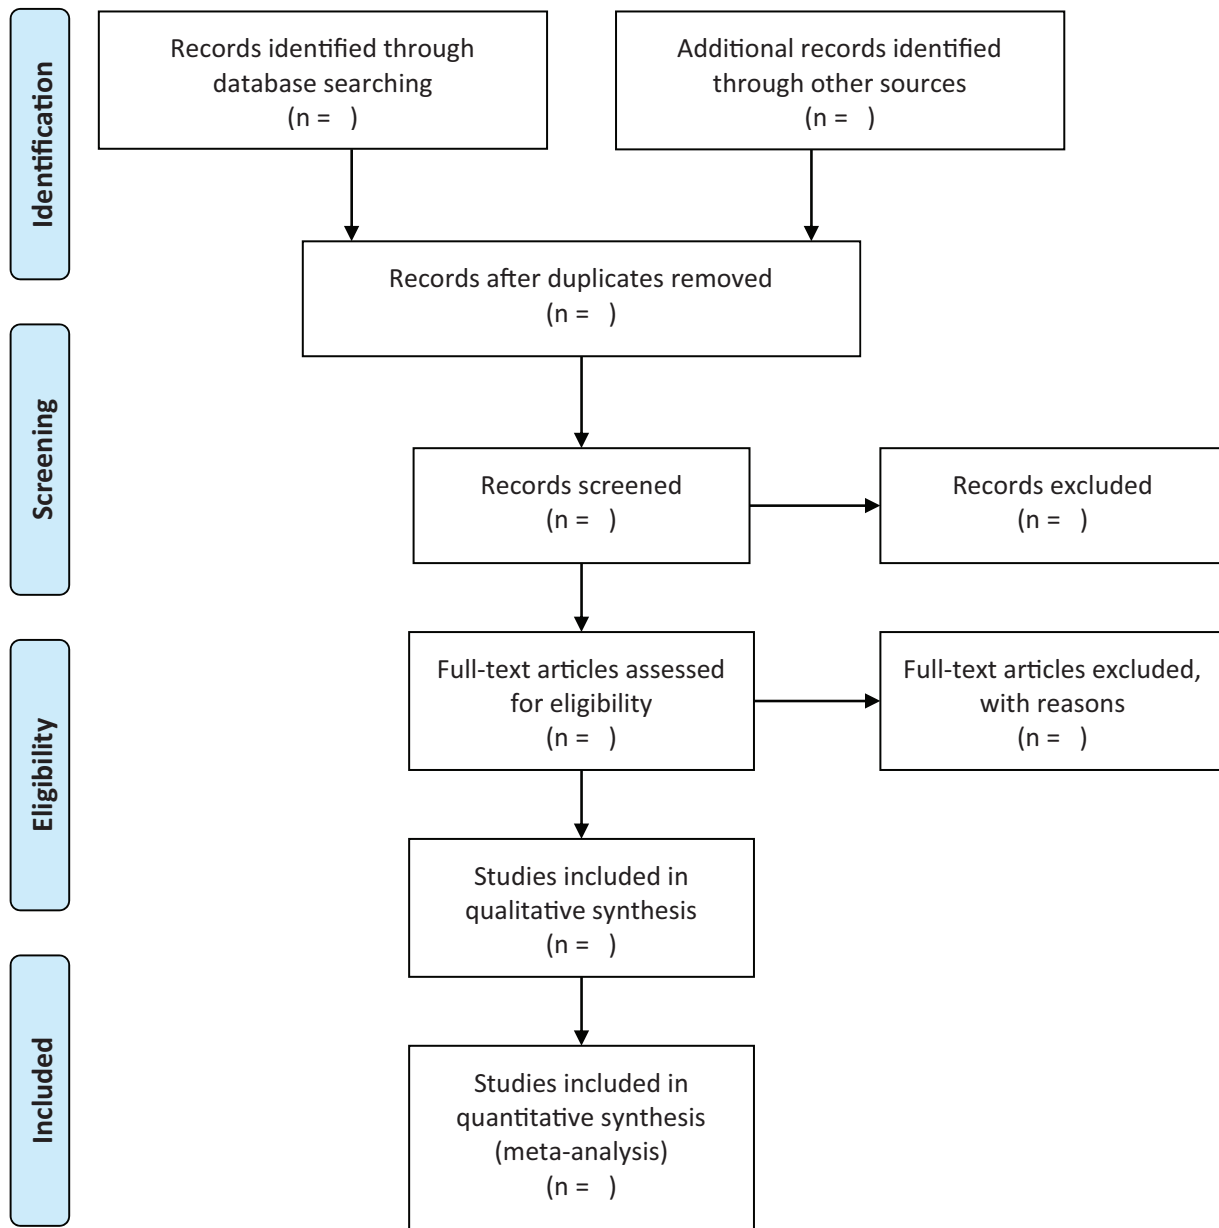 Identification
Records identified through
database searching
(n =   )
Additional records identified
through other sources
(n =   )
Records after duplicates removed
(n =   )
Screening
Records screened
(n =   )
Records excluded
(n =   )
Eligibility
Full-text articles assessed
for eligibility
(n =   )
Full-text articles excluded,
with reasons
(n =   )
Studies included in
qualitative synthesis
(n =   )
Included
Studies included in
quantitative synthesis
(meta-analysis)
(n =   )